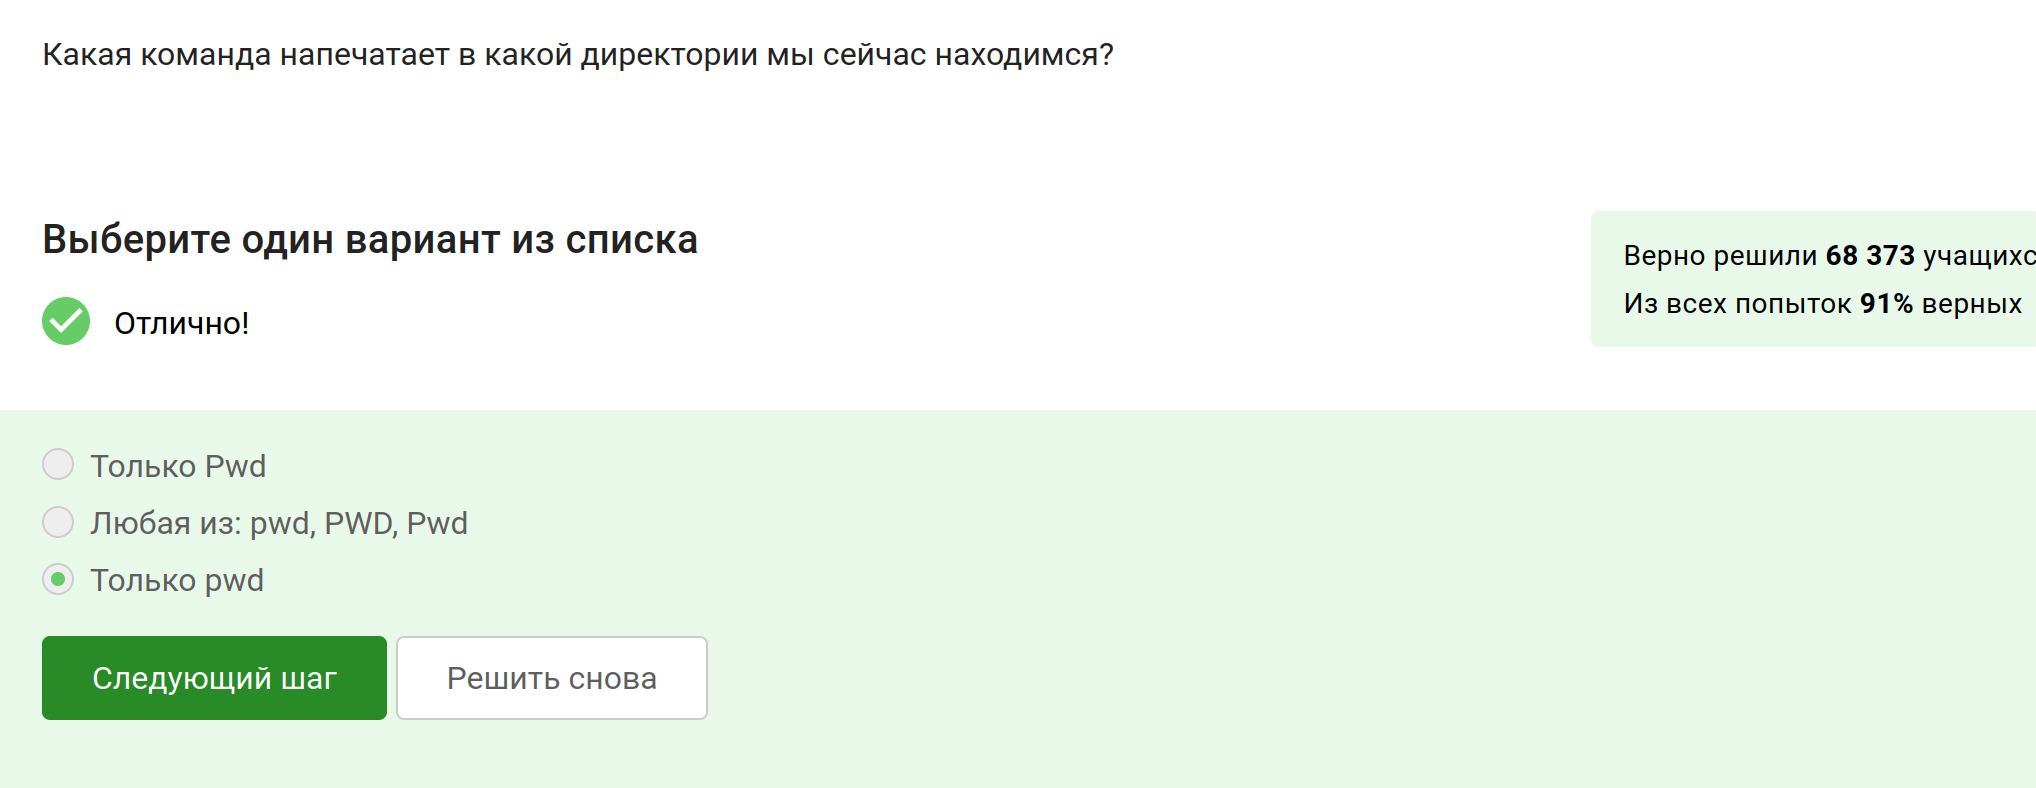 Какая команда напечатает в какой директории мы сейчас находимся?
Выберите один вариант из списка
Отлично!
Верно решили 68 373 учащихс
Из всех попыток 91% верных
Только Pwd
Любая из: pwd, PWD, Pwd
Только pwd
Следующий шаг
Решить снова